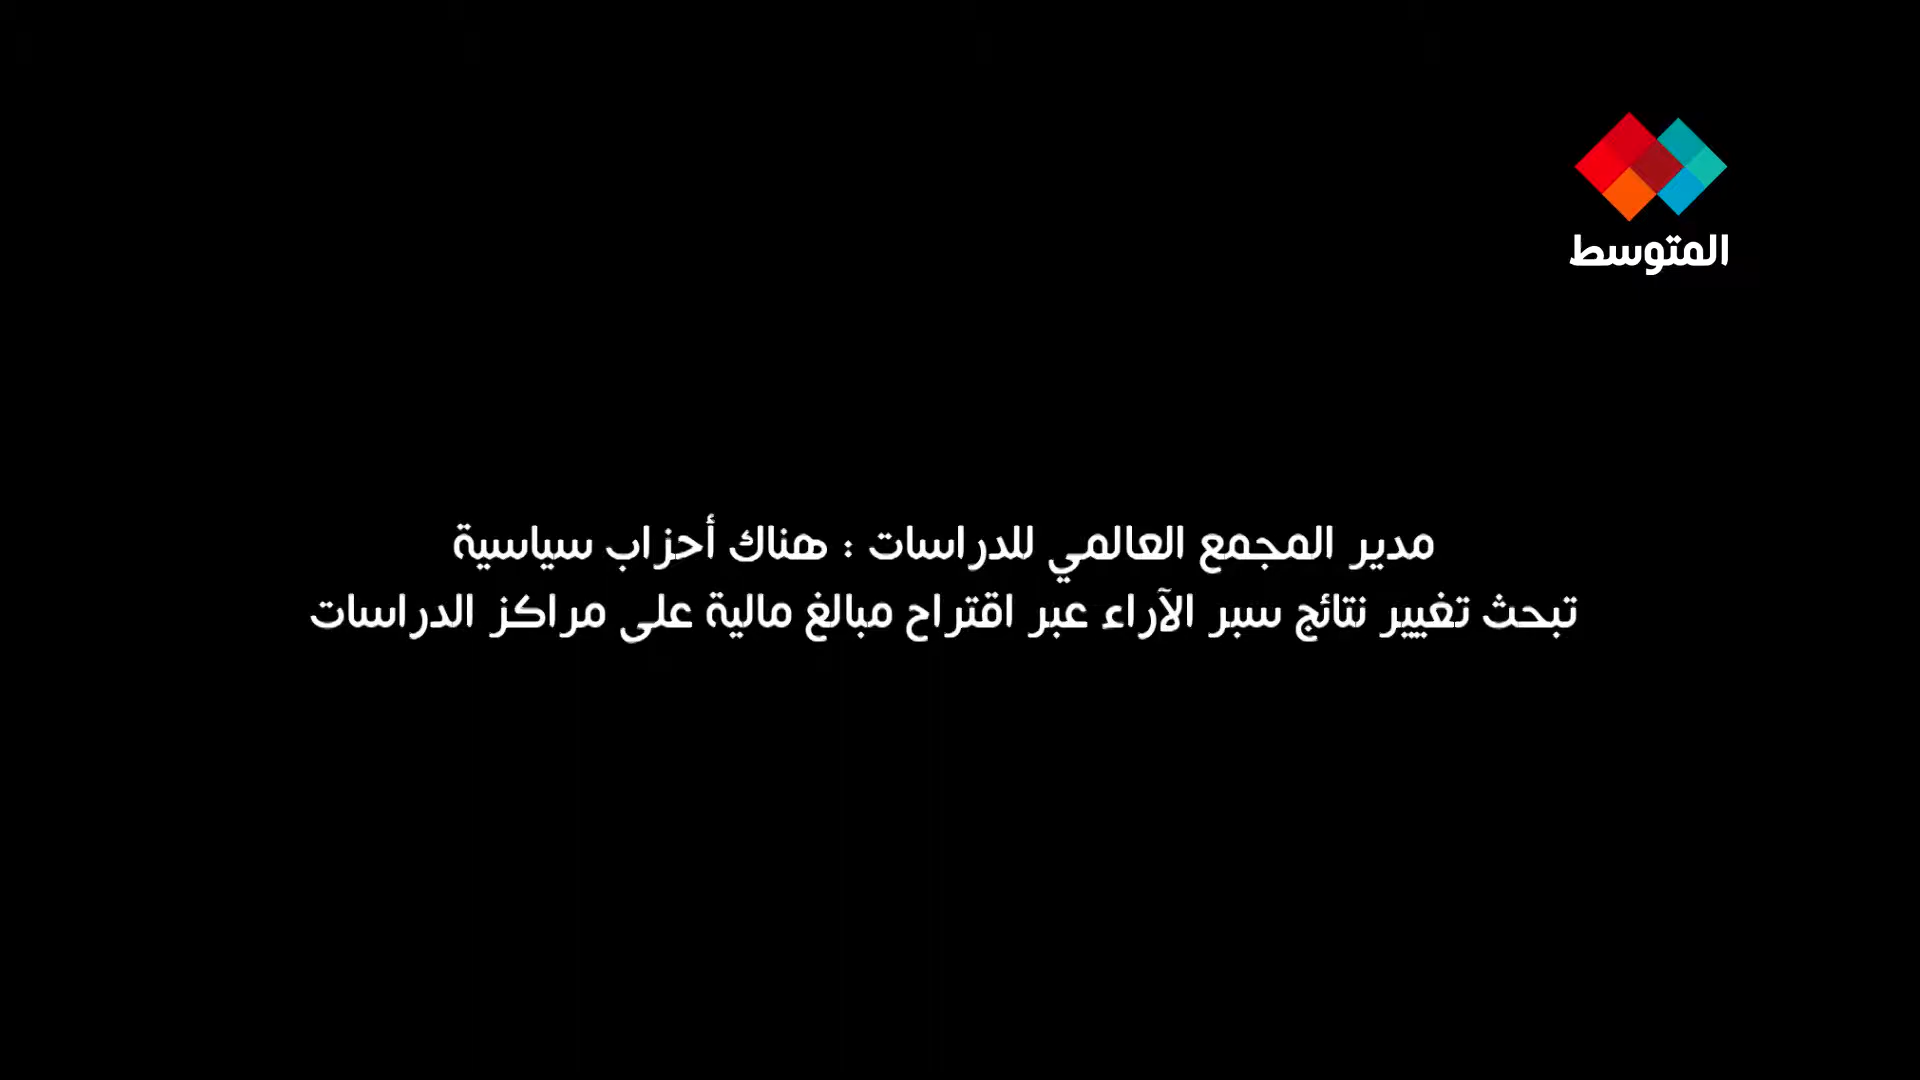 المتوسط
مدير المجمع العالمي للدراسات : هناك أحزاب سياسية
تبحث تغيير نتائج سبر الآراء عبر اقتراح مبالغ مالية على مراكز الدراسات